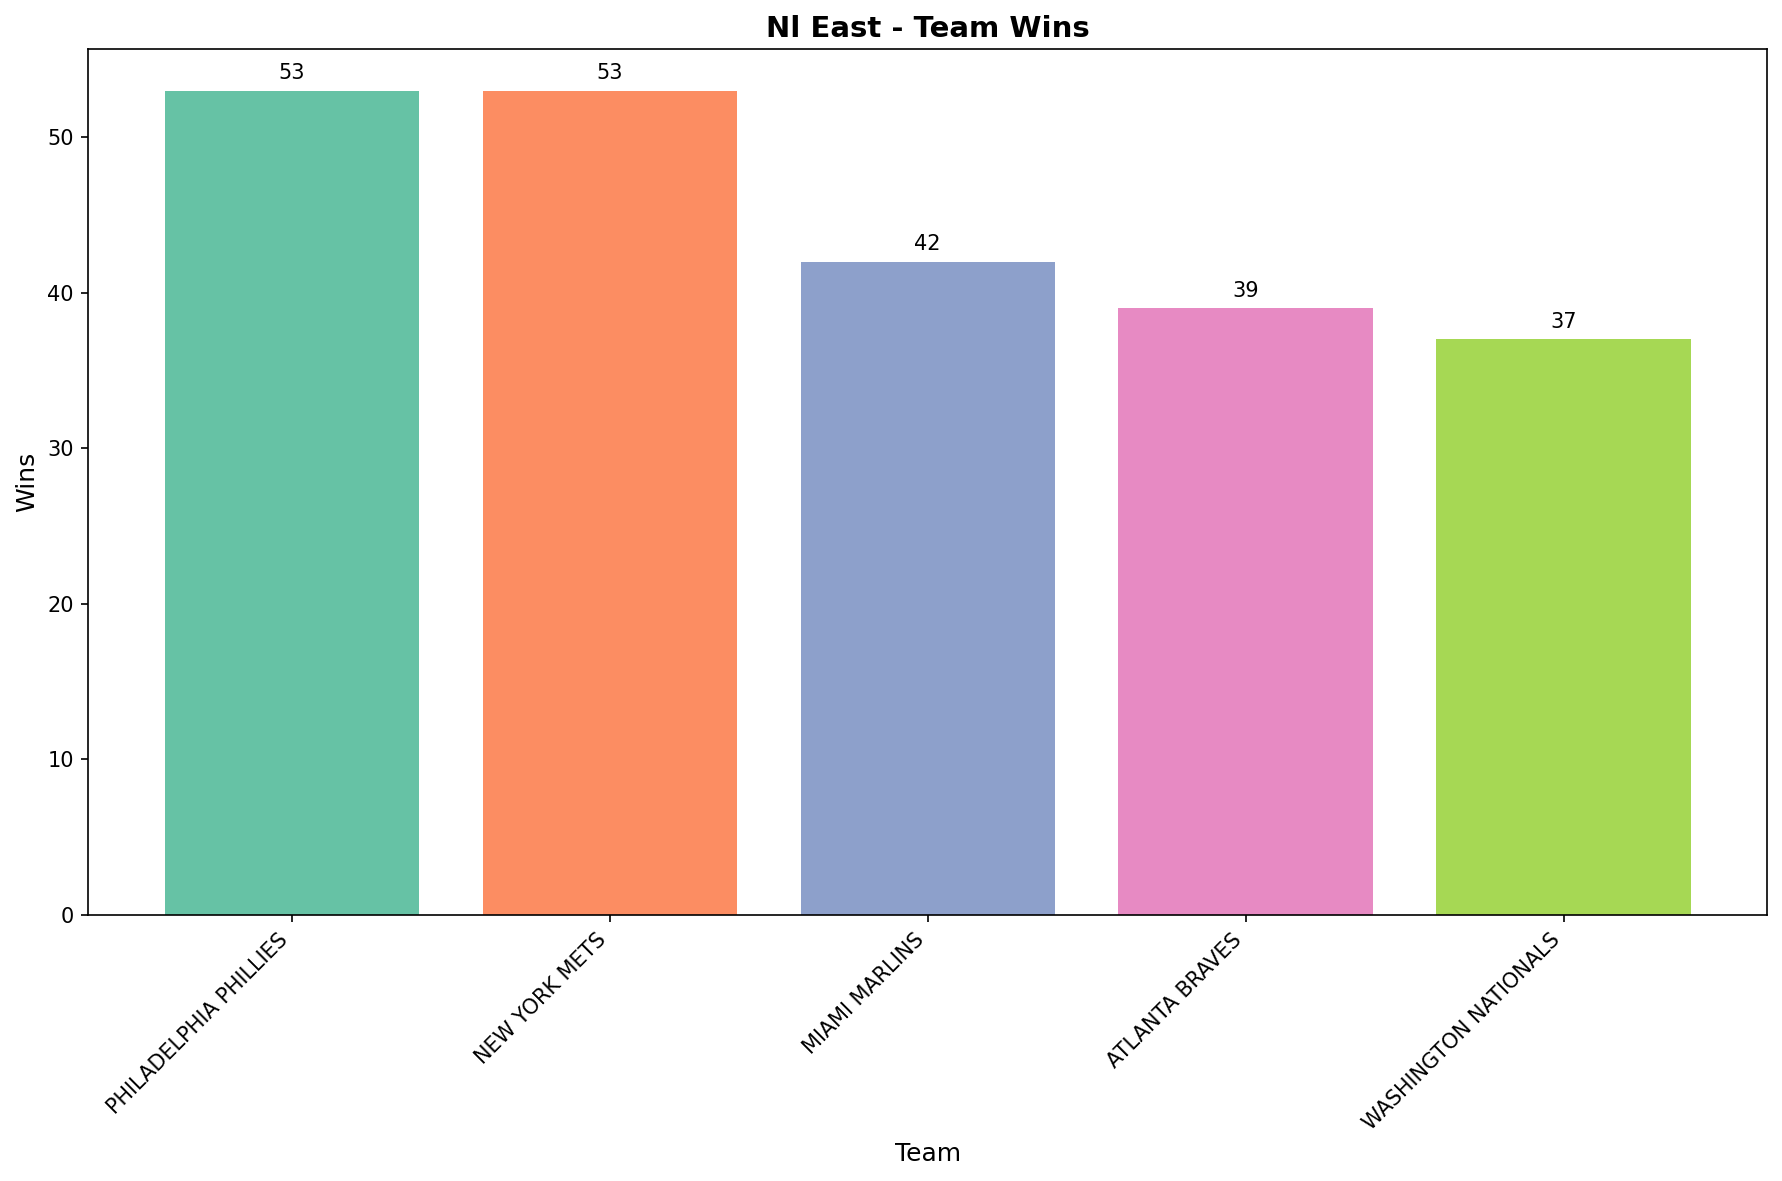 Nl East - Team Wins
53
53
42
39
37
50
40
30
20
10
0
Wins
PHILADELPHIA PHILLIES
NEW YORK METS
MIAMI MARLINS
ATLANTA BRAVES
WASHINGTON NATIONALS
Team